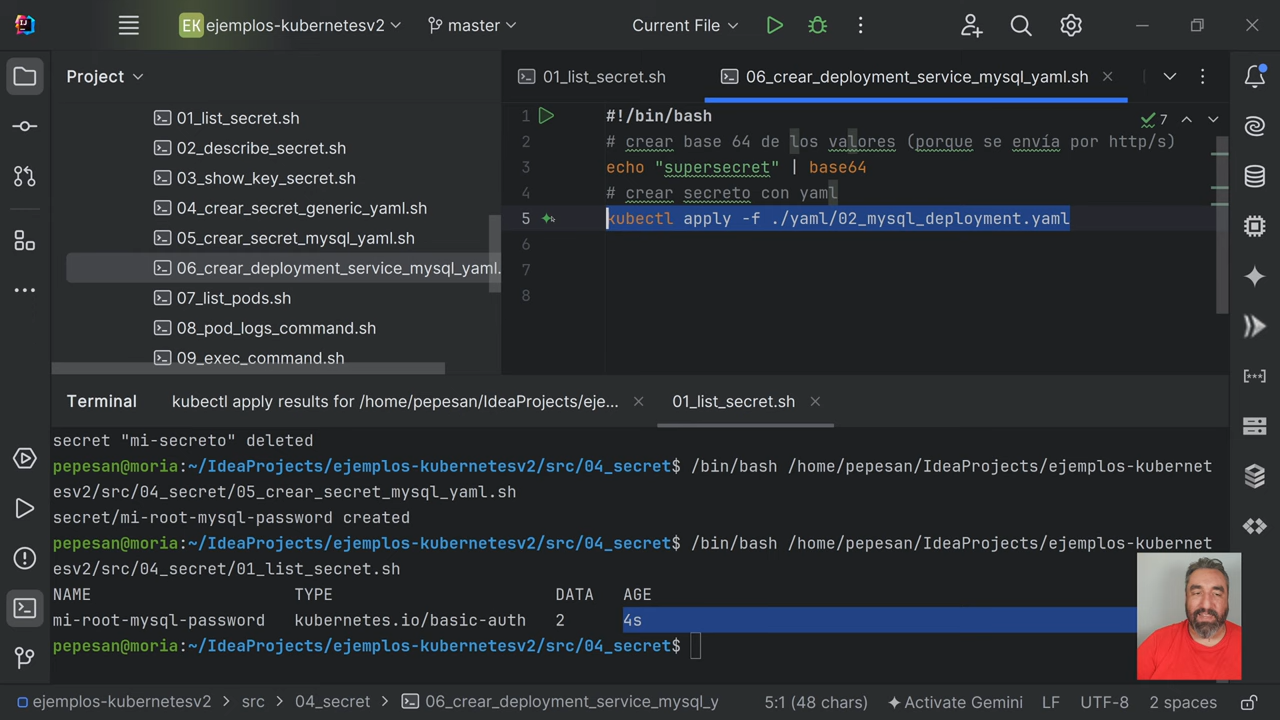 EK ejemplos-kubernetesv2
master
Current File
Project
01_list_secret.sh
02_describe_secret.sh
03_show_key_secret.sh
04_crear_secret_generic_yaml.sh
05_crear_secret_mysql_yaml.sh
06_crear_deployment_service_mysql_yaml.
07_list_pods.sh
08_pod_logs_command.sh
09_exec_command.sh
01_list_secret.sh
06_crear_deployment_service_mysql_yaml.sh
1 #!/bin/bash
7
2 # crear base 64 de los valores (porque se envía por http/s)
3 echo "supersecret" | base64
4 # crear secreto con yaml
5 kubectl apply -f ./yaml/02_mysql_deployment.yaml
6
7
8
Terminal
kubectl apply results for /home/pepesan/IdeaProjects/eje...
01_list_secret.sh
secret "mi-secreto" deleted
pepesan@moria:~/IdeaProjects/ejemplos-kubernetesv2/src/04_secret$ /bin/bash /home/pepesan/IdeaProjects/ejemplos-kubernet
esv2/src/04_secret/05_crear_secret_mysql_yaml.sh
secret/mi-root-mysql-password created
pepesan@moria:~/IdeaProjects/ejemplos-kubernetesv2/src/04_secret$ /bin/bash /home/pepesan/IdeaProjects/ejemplos-kubernet
esv2/src/04_secret/01_list_secret.sh
NAME TYPE DATA AGE
mi-root-mysql-password kubernetes.io/basic-auth 2 4s
pepesan@moria:~/IdeaProjects/ejemplos-kubernetesv2/src/04_secret$
ejemplos-kubernetesv2 > src > 04_secret > 06_crear_deployment_service_mysql_y
5:1 (48 chars)
Activate Gemini
LF
UTF-8
2 spaces